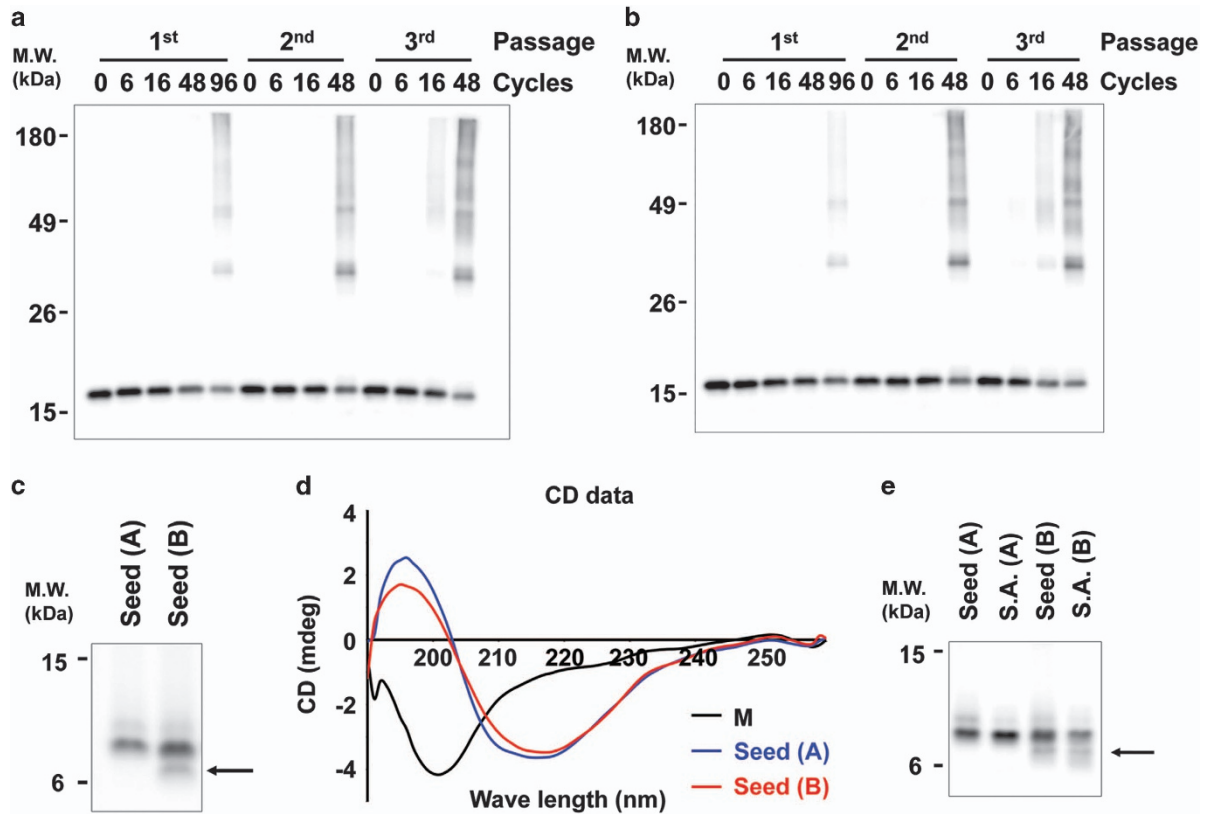 a
1st 2nd 3rd Passage
M.W.
(kDa)
0 6 16 48 96 0 6 16 48 0 6 16 48 Cycles
180-
49-
26-
15-
b
1st 2nd 3rd Passage
M.W.
(kDa)
0 6 16 48 96 0 6 16 48 0 6 16 48 Cycles
180-
49-
26-
15-
c
Seed (A)
Seed (B)
M.W.
(kDa)
15-
6-
d
CD data
CD (mdeg)
4
2
0
-2
-4
200 210 220 230 240 250
Wave length (nm)
M
Seed (A)
Seed (B)
e
Seed (A)
S.A. (A)
Seed (B)
S.A. (B)
M.W.
(kDa)
15-
6-